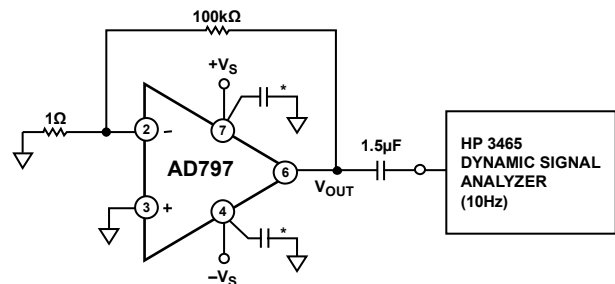 100kΩ
+VS
*
1Ω
2
−
7
1.5µF
HP 3465
DYNAMIC SIGNAL
ANALYZER
(10Hz)
AD797
6
VOUT
3
+
4
*
−VS